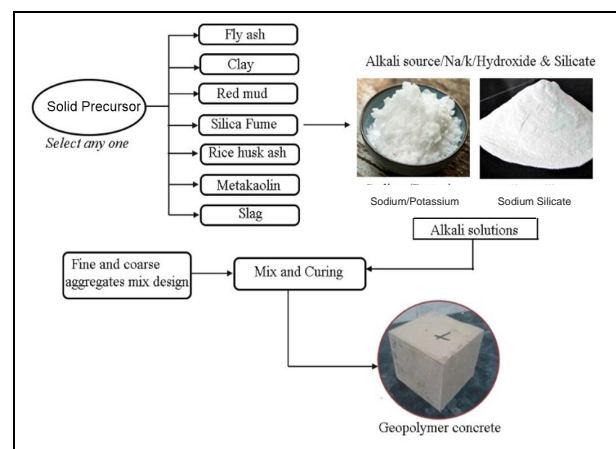 Fly ash
Clay
Red mud
Silica Fume
Rice husk ash
Metakaolin
Slag
Solid Precursor
Select any one
Alkali source/Na/k/Hydroxide & Silicate
Sodium/Potassium
Sodium Silicate
Alkali solutions
Fine and coarse
aggregates mix design
Mix and Curing
Geopolymer concrete